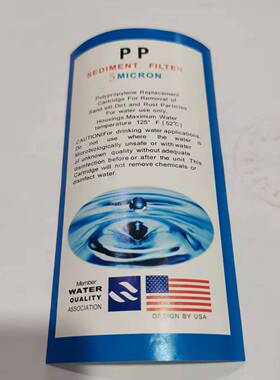 PP
SEDIMENT FILTER
5MICRON
Polypropylene Replacement
Cartridge For Removal of
Sand.silt,Dirt and Rust Particles
For water use only,
Housings.Maximum Water
temperature 125° F (52℃)
CAUTION/For drinking water applications.
Do not use where the water is
Microbiologically unsafe or with water
of unknown quality without adequate
disinfection before or after the unit. This
Cartridge will not remove chemicals or
disinfect water.
Member
WATER
QUALITY
ASSOCIATION
DESIGN BY USA